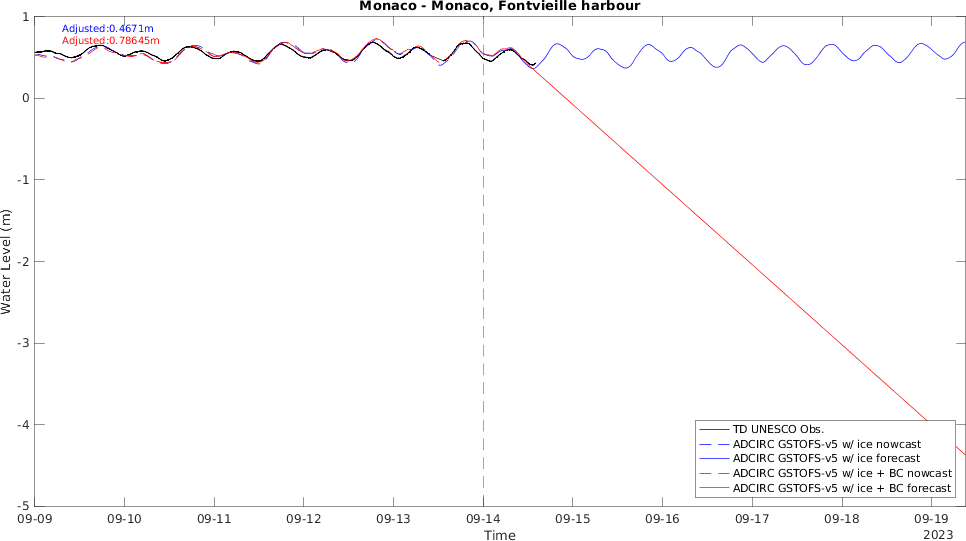 Monaco - Monaco, Fontvieille harbour
Adjusted:0.4671m
Adjusted:0.78645m
1
0
-1
-2
-3
-4
-5
Water Level (m)
TD UNESCO Obs.
ADCIRC GSTOFS-v5 w/ ice nowcast
ADCIRC GSTOFS-v5 w/ ice forecast
ADCIRC GSTOFS-v5 w/ ice + BC nowcast
ADCIRC GSTOFS-v5 w/ ice + BC forecast
09-09 09-10 09-11 09-12 09-13 09-14 09-15 09-16 09-17 09-18 09-19
Time
2023